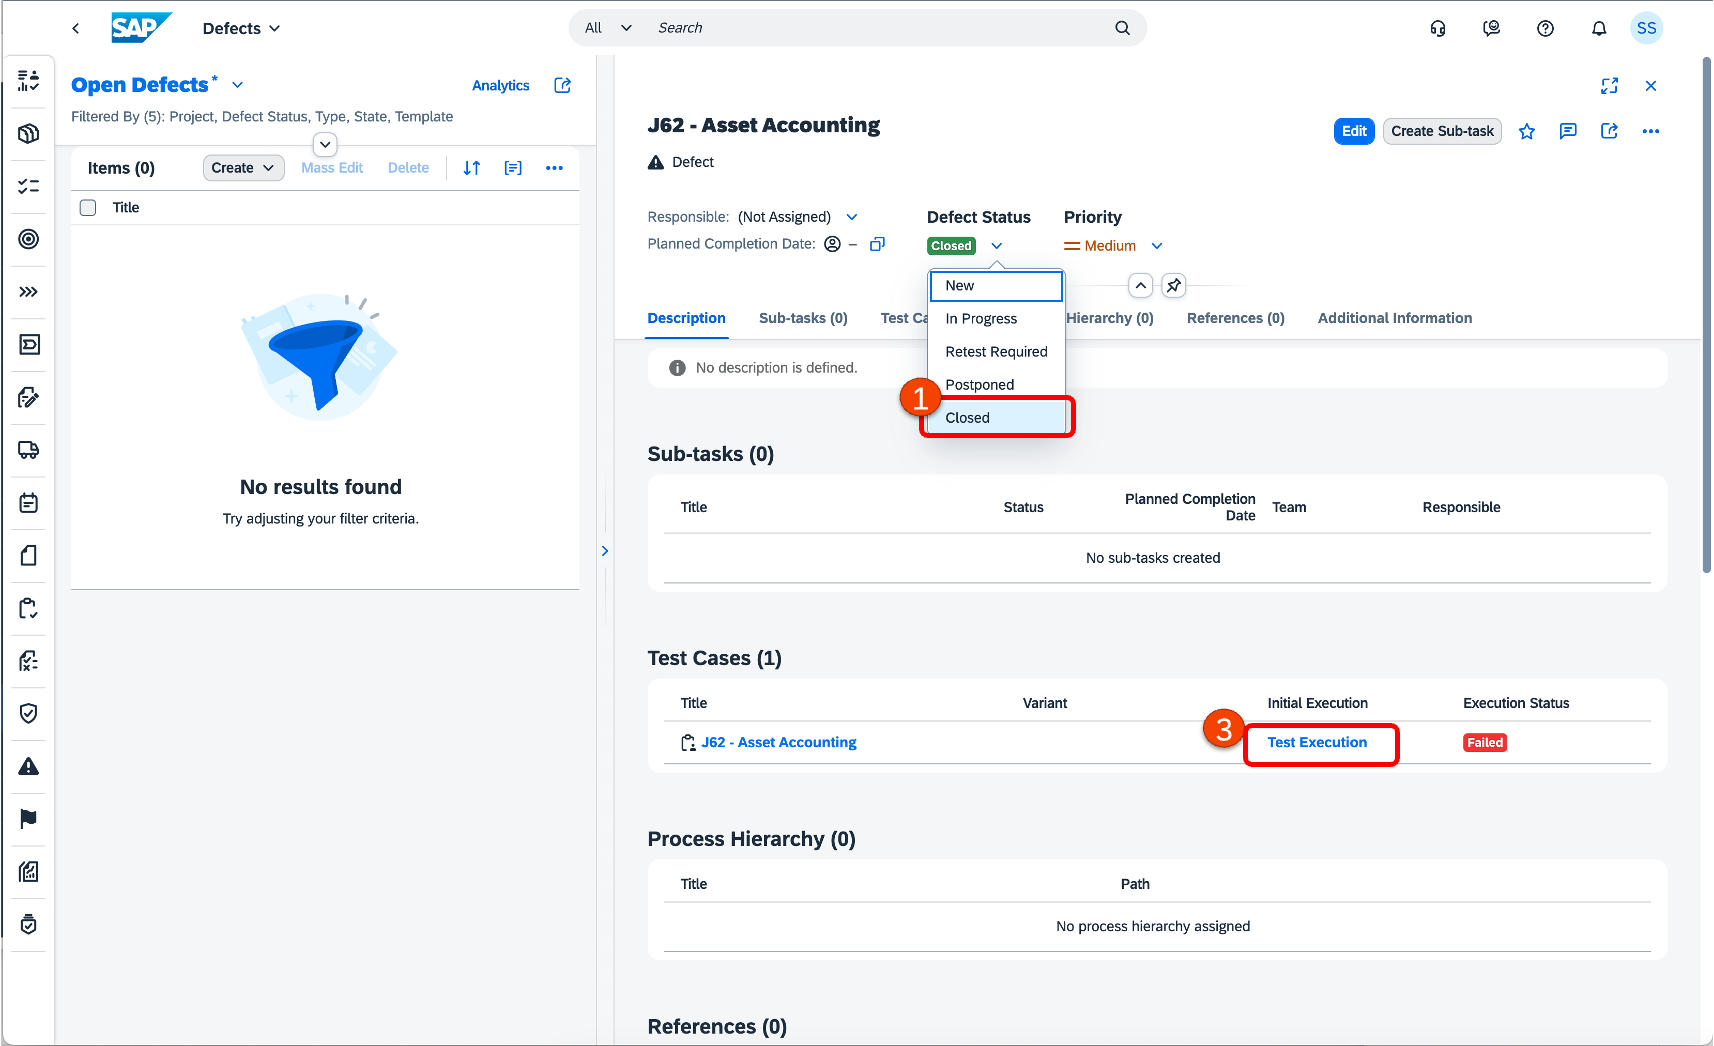 SAP
Defects
All
Search
SS
Open Defects*
Analytics
Filtered By (5): Project, Defect Status, Type, State, Template
Items (0)
Create
Mass Edit
Delete
Title
No results found
Try adjusting your filter criteria.
J62 - Asset Accounting
Edit
Create Sub-task
Defect
Responsible: (Not Assigned)
Planned Completion Date: –
Defect Status
Closed
Priority
Medium
New
In Progress
Retest Required
Postponed
1
Closed
Description
Sub-tasks (0)
Test Ca
Hierarchy (0)
References (0)
Additional Information
No description is defined.
Sub-tasks (0)
Title
Status
Planned Completion
Date
Team
Responsible
No sub-tasks created
Test Cases (1)
Title
Variant
Initial Execution
Execution Status
J62 - Asset Accounting
3
Test Execution
Failed
Process Hierarchy (0)
Title
Path
No process hierarchy assigned
References (0)